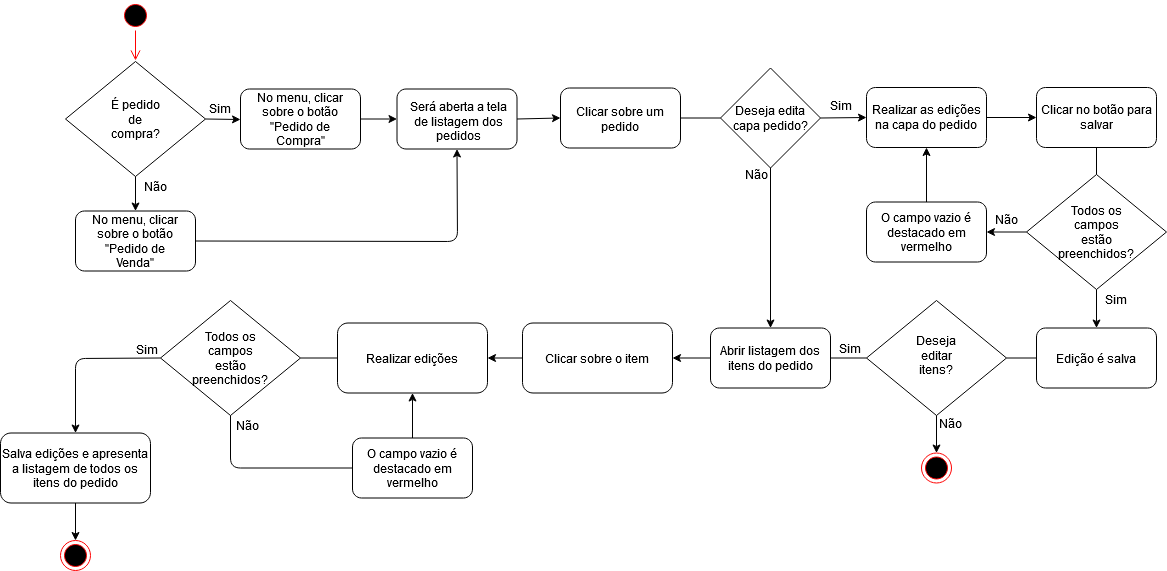 É pedido
de
compra?
Sim
No menu, clicar
sobre o botão
"Pedido de
Compra"
Será aberta a tela
de listagem dos
pedidos
Clicar sobre um
pedido
Deseja edita
capa pedido?
Sim
Realizar as edições
na capa do pedido
Clicar no botão para
salvar
Não
Não
No menu, clicar
sobre o botão
"Pedido de
Venda"
O campo vazio é
destacado em
vermelho
Não
Todos os
campos
estão
preenchidos?
Sim
Sim
Todos os
campos
estão
preenchidos?
Realizar edições
Clicar sobre o item
Abrir listagem dos
itens do pedido
Sim
Deseja
editar
itens?
Edição é salva
Não
Não
Salva edições e apresenta
a listagem de todos os
itens do pedido
O campo vazio é
destacado em
vermelho